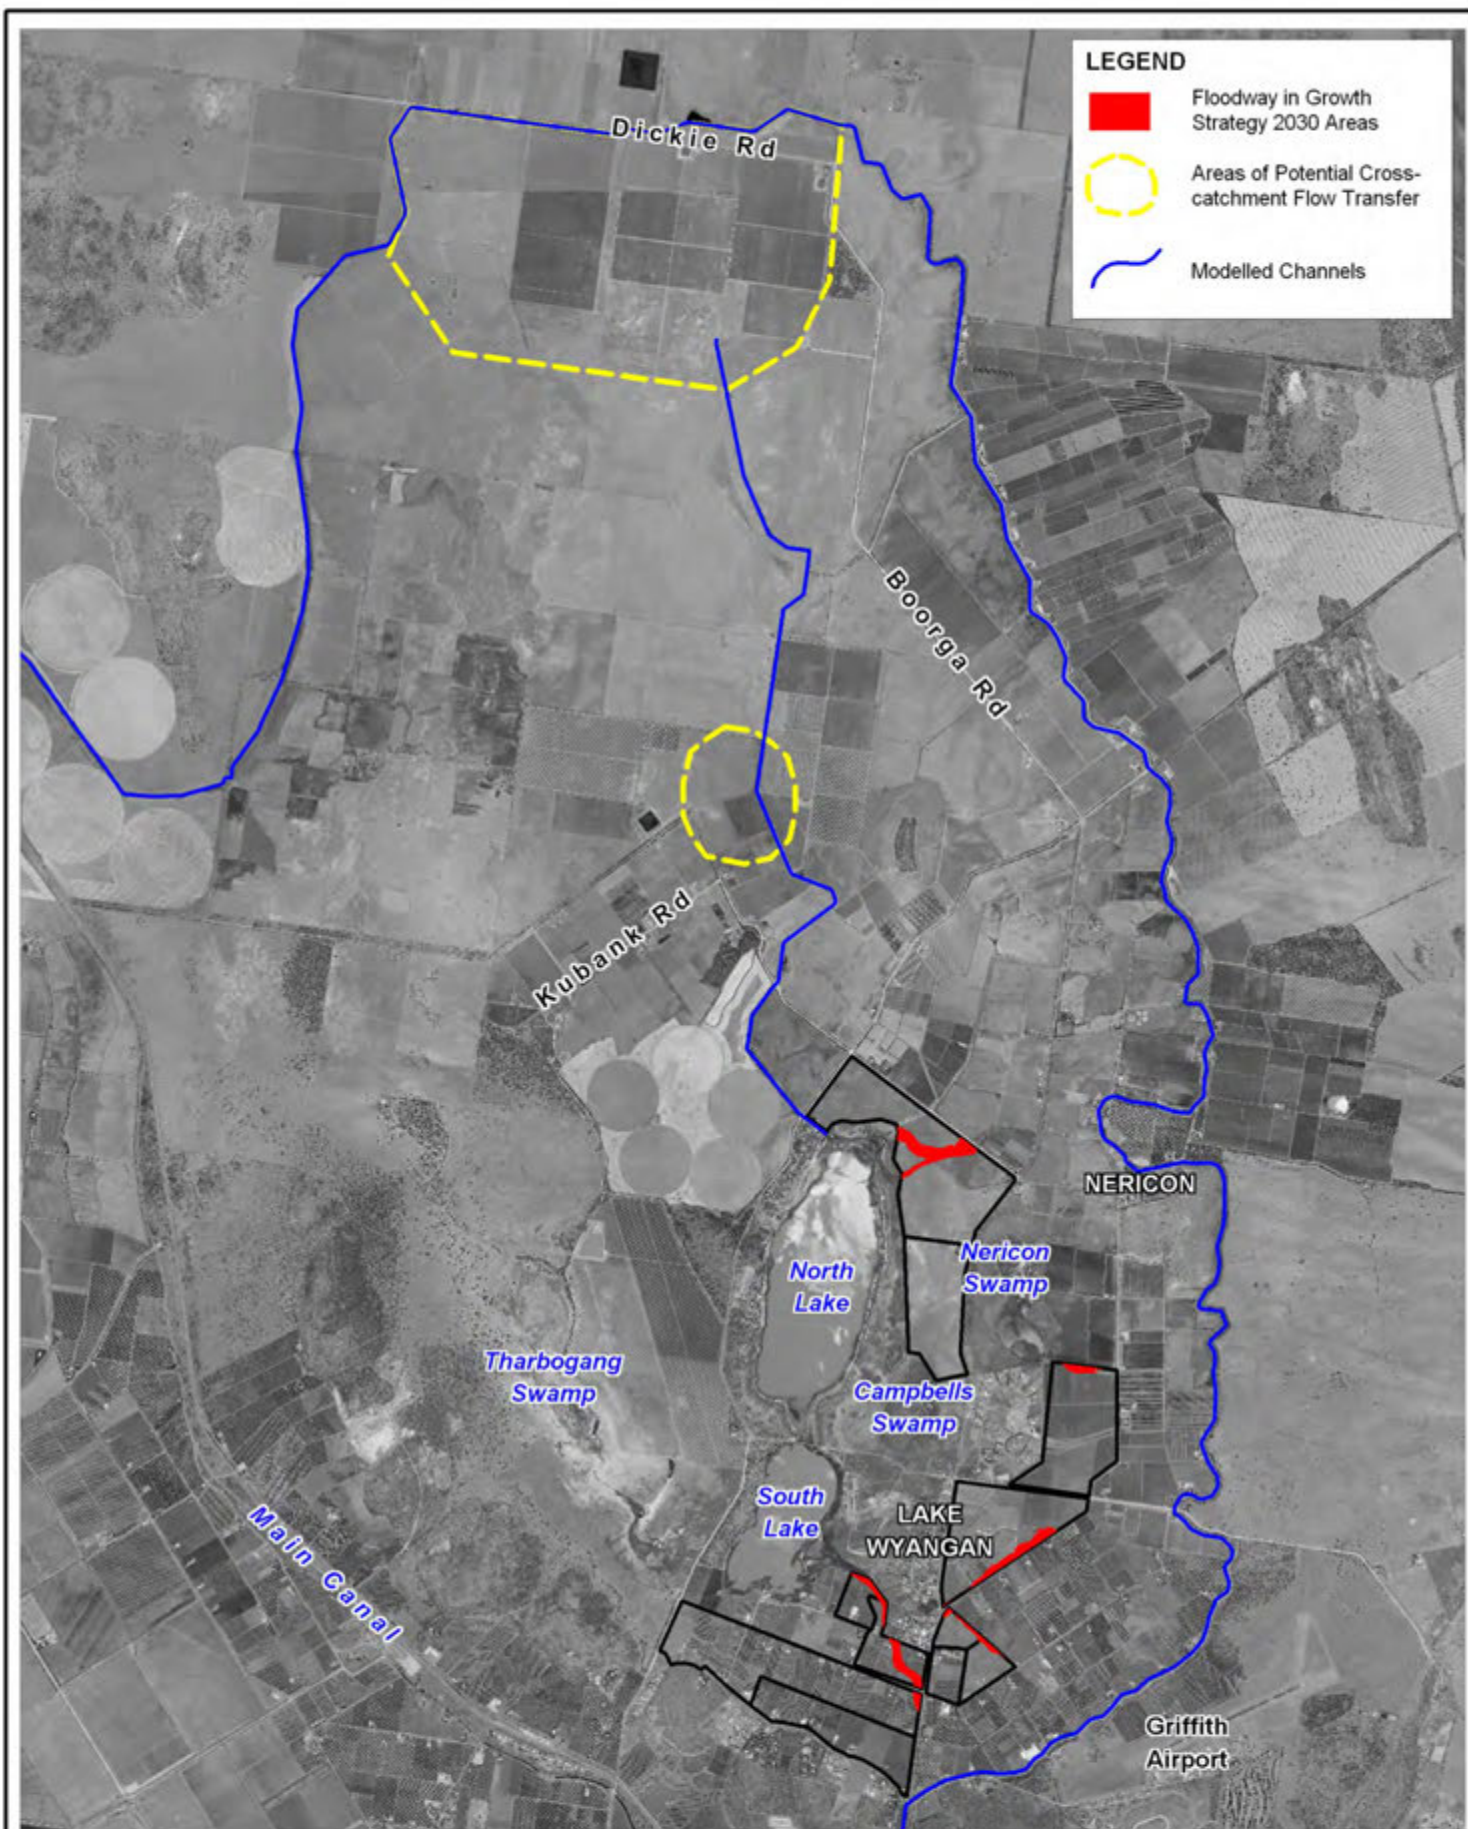 LEGEND
Floodway in Growth
Strategy 2030 Areas
Areas of Potential Cross-
catchment Flow Transfer
Modelled Channels
Dickie Rd
Boorga Rd
Kubank Rd
NERICON
Nericon
Swamp
North
Lake
Tharbogang
Swamp
Campbells
Swamp
South
Lake
LAKE
WYANGAN
Main Canal
Griffith
Airport